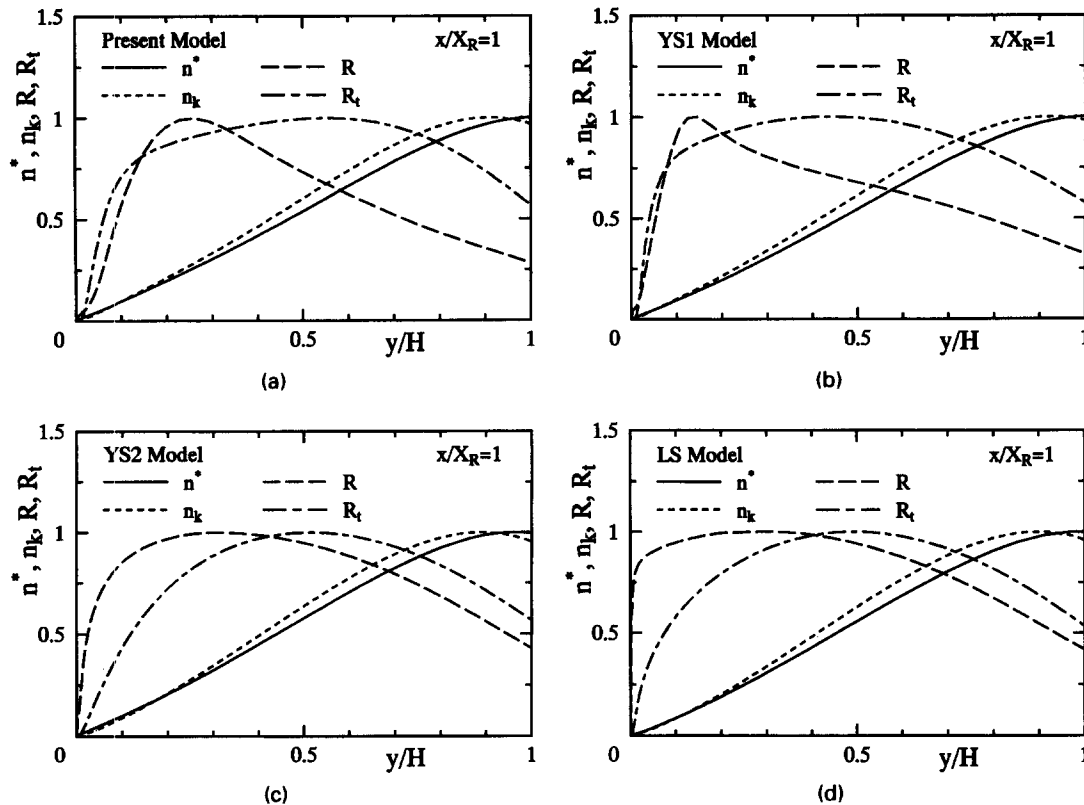 1.5
Present Model
x/X_R=1
n*
R
n_k
R_t
1
0.5
n*, n_k, R, R_t
0
0.5
1
y/H
(a)
1.5
YS1 Model
x/X_R=1
n*
R
n_k
R_t
1
0.5
n*, n_k, R, R_t
0
0.5
1
y/H
(b)
1.5
YS2 Model
x/X_R=1
n*
R
n_k
R_t
1
0.5
n*, n_k, R, R_t
0
0.5
1
y/H
(c)
1.5
LS Model
x/X_R=1
n*
R
n_k
R_t
1
0.5
n*, n_k, R, R_t
0
0.5
1
y/H
(d)